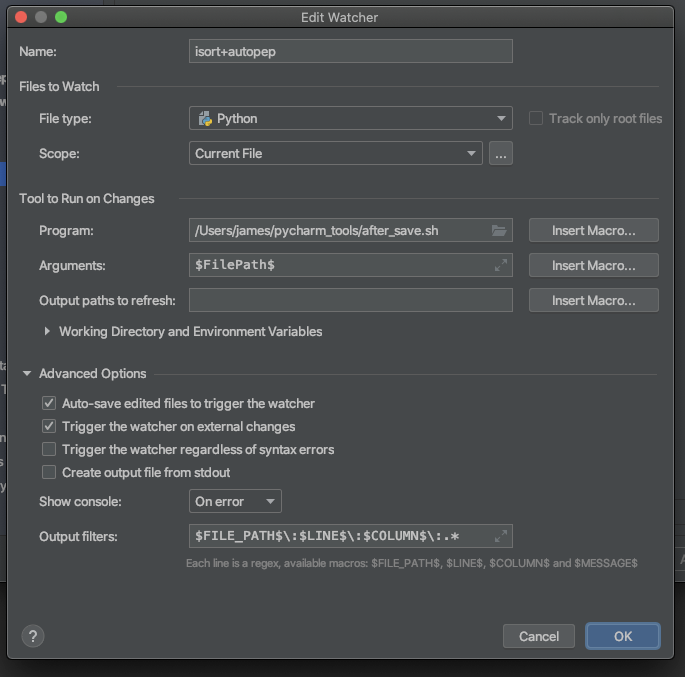 Edit Watcher
Name: isort+autopep
Files to Watch
File type: Python Track only root files
Scope: Current File ...
Tool to Run on Changes
Program: /Users/james/pycharm_tools/after_save.sh Insert Macro...
Arguments: $FilePath$ Insert Macro...
Output paths to refresh: Insert Macro...
Working Directory and Environment Variables
Advanced Options
Auto-save edited files to trigger the watcher
Trigger the watcher on external changes
Trigger the watcher regardless of syntax errors
Create output file from stdout
Show console: On error
Output filters: $FILE_PATH$\:$LINE$\:$COLUMN$\:.*
Each line is a regex, available macros: $FILE_PATH$, $LINE$, $COLUMN$ and $MESSAGE$
? Cancel OK